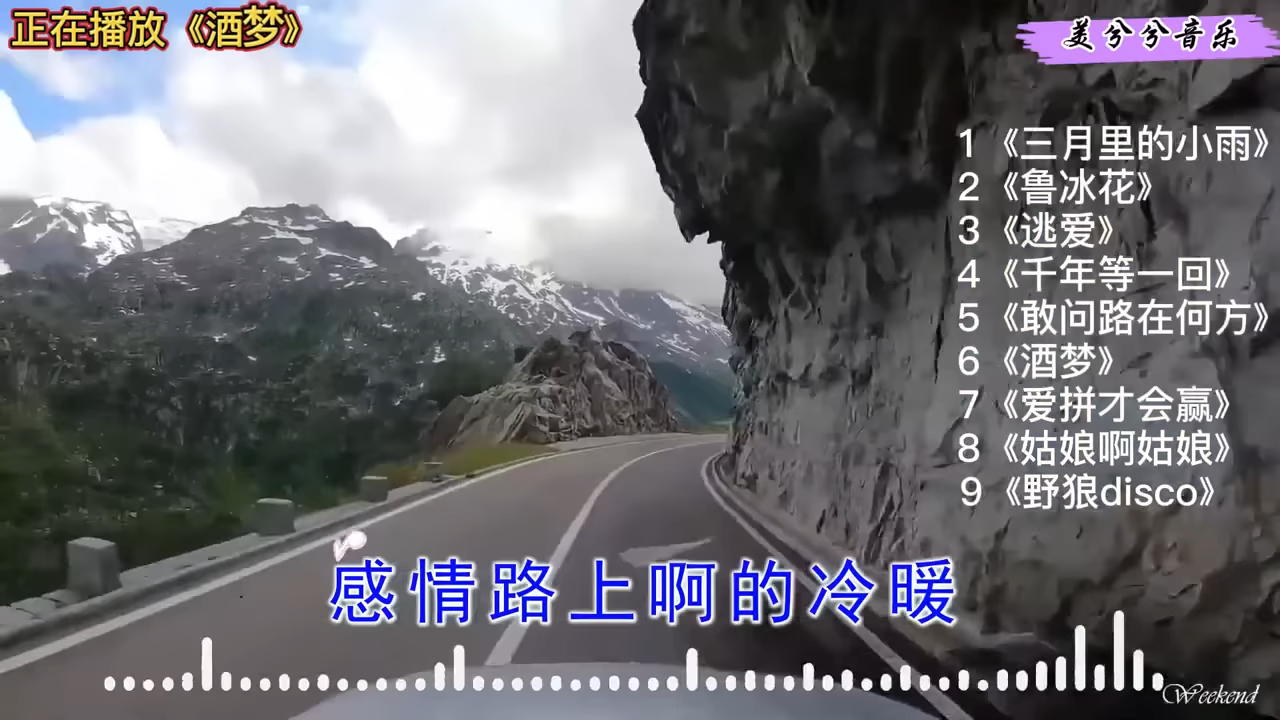 正在播放《酒梦》
美兮兮音乐
1《三月里的小雨》
2《鲁冰花》
3《逃爱》
4《千年等一回》
5《敢问路在何方》
6《酒梦》
7《爱拼才会赢》
8《姑娘啊姑娘》
9《野狼disco》
感情路上啊的冷暖
Weekend